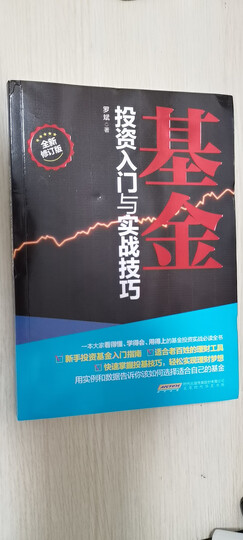 基金
投资入门与实战技巧
罗斌◎著
全新
修订版
一本大家看得懂、学得会、用得上的基金投资实战必读全书
新手投资基金入门指南 适合老百姓的理财工具
快速掌握投基技巧，轻松实现理财梦想
用实例和数据告诉你该如何选择适合自己的基金